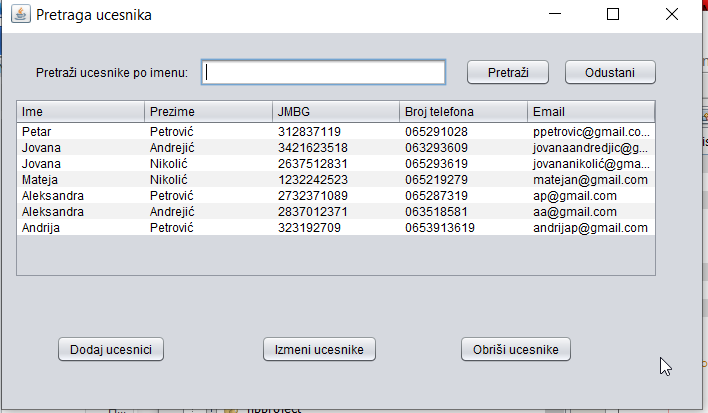 Pretraga ucesnika
Pretraži ucesnike po imenu: Pretraži Odustani
Ime Prezime JMBG Broj telefona Email
Petar Petrović 312837119 065291028 ppetrovic@gmail.co...
Jovana Andrejić 3421623518 063293609 jovanaandredjic@g...
Jovana Nikolić 2637512831 065293619 jovananikolić@gma...
Mateja Nikolić 1232242523 065219279 matejan@gmail.com
Aleksandra Petrović 2732371089 065287319 ap@gmail.com
Aleksandra Andrejić 2837012371 063518581 aa@gmail.com
Andrija Petrović 323192709 0653913619 andrijap@gmail.com
Dodaj ucesnici Izmeni ucesnike Obriši ucesnike